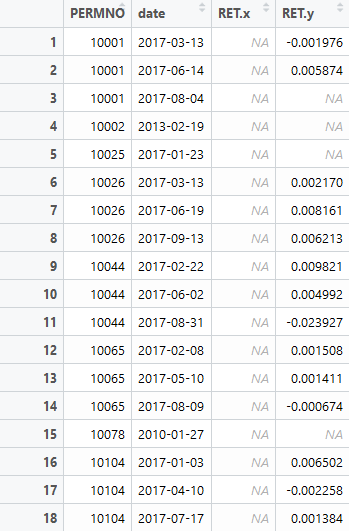 PERMNO date RET.x RET.y
1 10001 2017-03-13 NA -0.001976
2 10001 2017-06-14 NA 0.005874
3 10001 2017-08-04 NA NA
4 10002 2013-02-19 NA NA
5 10025 2017-01-23 NA NA
6 10026 2017-03-13 NA 0.002170
7 10026 2017-06-19 NA 0.008161
8 10026 2017-09-13 NA 0.006213
9 10044 2017-02-22 NA 0.009821
10 10044 2017-06-02 NA 0.004992
11 10044 2017-08-31 NA -0.023927
12 10065 2017-02-08 NA 0.001508
13 10065 2017-05-10 NA 0.001411
14 10065 2017-08-09 NA -0.000674
15 10078 2010-01-27 NA NA
16 10104 2017-01-03 NA 0.006502
17 10104 2017-04-10 NA -0.002258
18 10104 2017-07-17 NA 0.001384